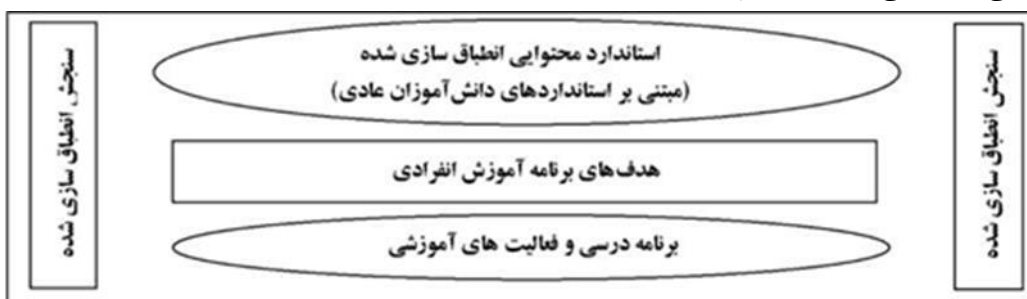 سنجش انطباق سازی شده
استاندارد محتوایی انطباق سازی شده
(مبتنی بر استانداردهای دانش‌آموزان عادی)
هدف‌های برنامه آموزش انفرادی
برنامه درسی و فعالیت های آموزشی
سنجش انطباق سازی شده